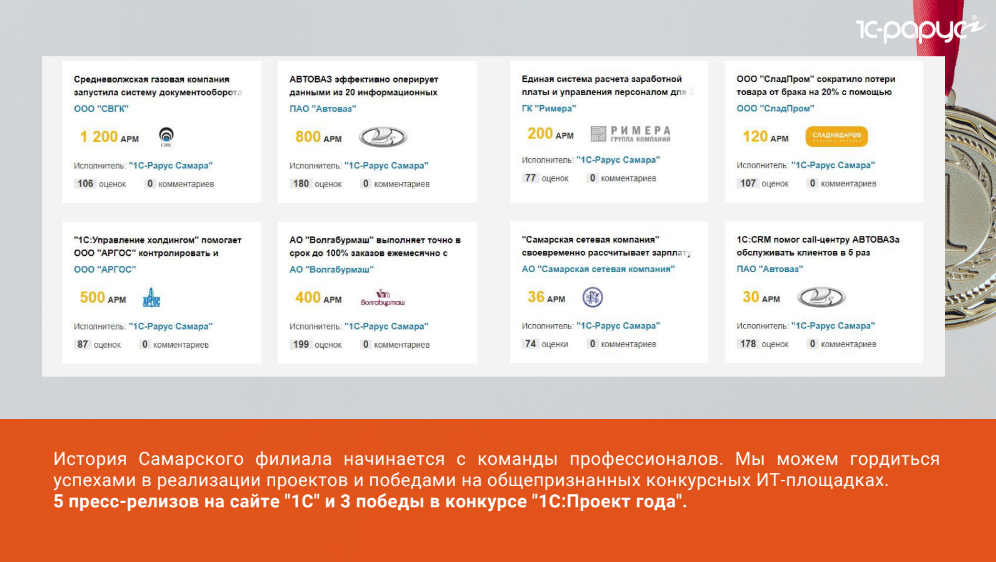 1С-рарус
Средневолжская газовая компания
запустила систему документооборота
ООО "СВГК"
1 200 АРМ
Исполнитель: "1С-Рарус Самара"
106 оценок 0 комментариев
АВТОВАЗ эффективно оперирует
данными из 20 информационных
ПАО "Автоваз"
800 АРМ
Исполнитель: "1С-Рарус Самара"
180 оценок 0 комментариев
Единая система расчета заработной
платы и управления персоналом для
ГК "Римера"
200 АРМ
РИМЕРА
ГРУППА КОМПАНИЙ
Исполнитель: "1С-Рарус Самара"
77 оценок 0 комментариев
ООО "СладПром" сократило потери
товара от брака на 20% с помощью
ООО "СладПром"
120 АРМ
СЛАДКОДАРОВ
Исполнитель: "1С-Рарус Самара"
107 оценок 0 комментариев
"1С:Управление холдингом" помогает
ООО "АРГОС" контролировать и
ООО "АРГОС"
500 АРМ
Исполнитель: "1С-Рарус Самара"
87 оценок 0 комментариев
АО "Волгабурмаш" выполняет точно в
срок до 100% заказов ежемесячно с
АО "Волгабурмаш"
400 АРМ
Волгабурмаш
Исполнитель: "1С-Рарус Самара"
199 оценок 0 комментариев
"Самарская сетевая компания"
своевременно рассчитывает зарплату
АО "Самарская сетевая компания"
36 АРМ
Исполнитель: "1С-Рарус Самара"
74 оценки 0 комментариев
1С:CRM помог call-центру АВТОВАЗа
обслуживать клиентов в 5 раз
ПАО "Автоваз"
30 АРМ
Исполнитель: "1С-Рарус Самара"
178 оценок 0 комментариев
История Самарского филиала начинается с команды профессионалов. Мы можем гордиться
успехами в реализации проектов и победами на общепризнанных конкурсных ИТ-площадках.
5 пресс-релизов на сайте "1С" и 3 победы в конкурсе "1С:Проект года".